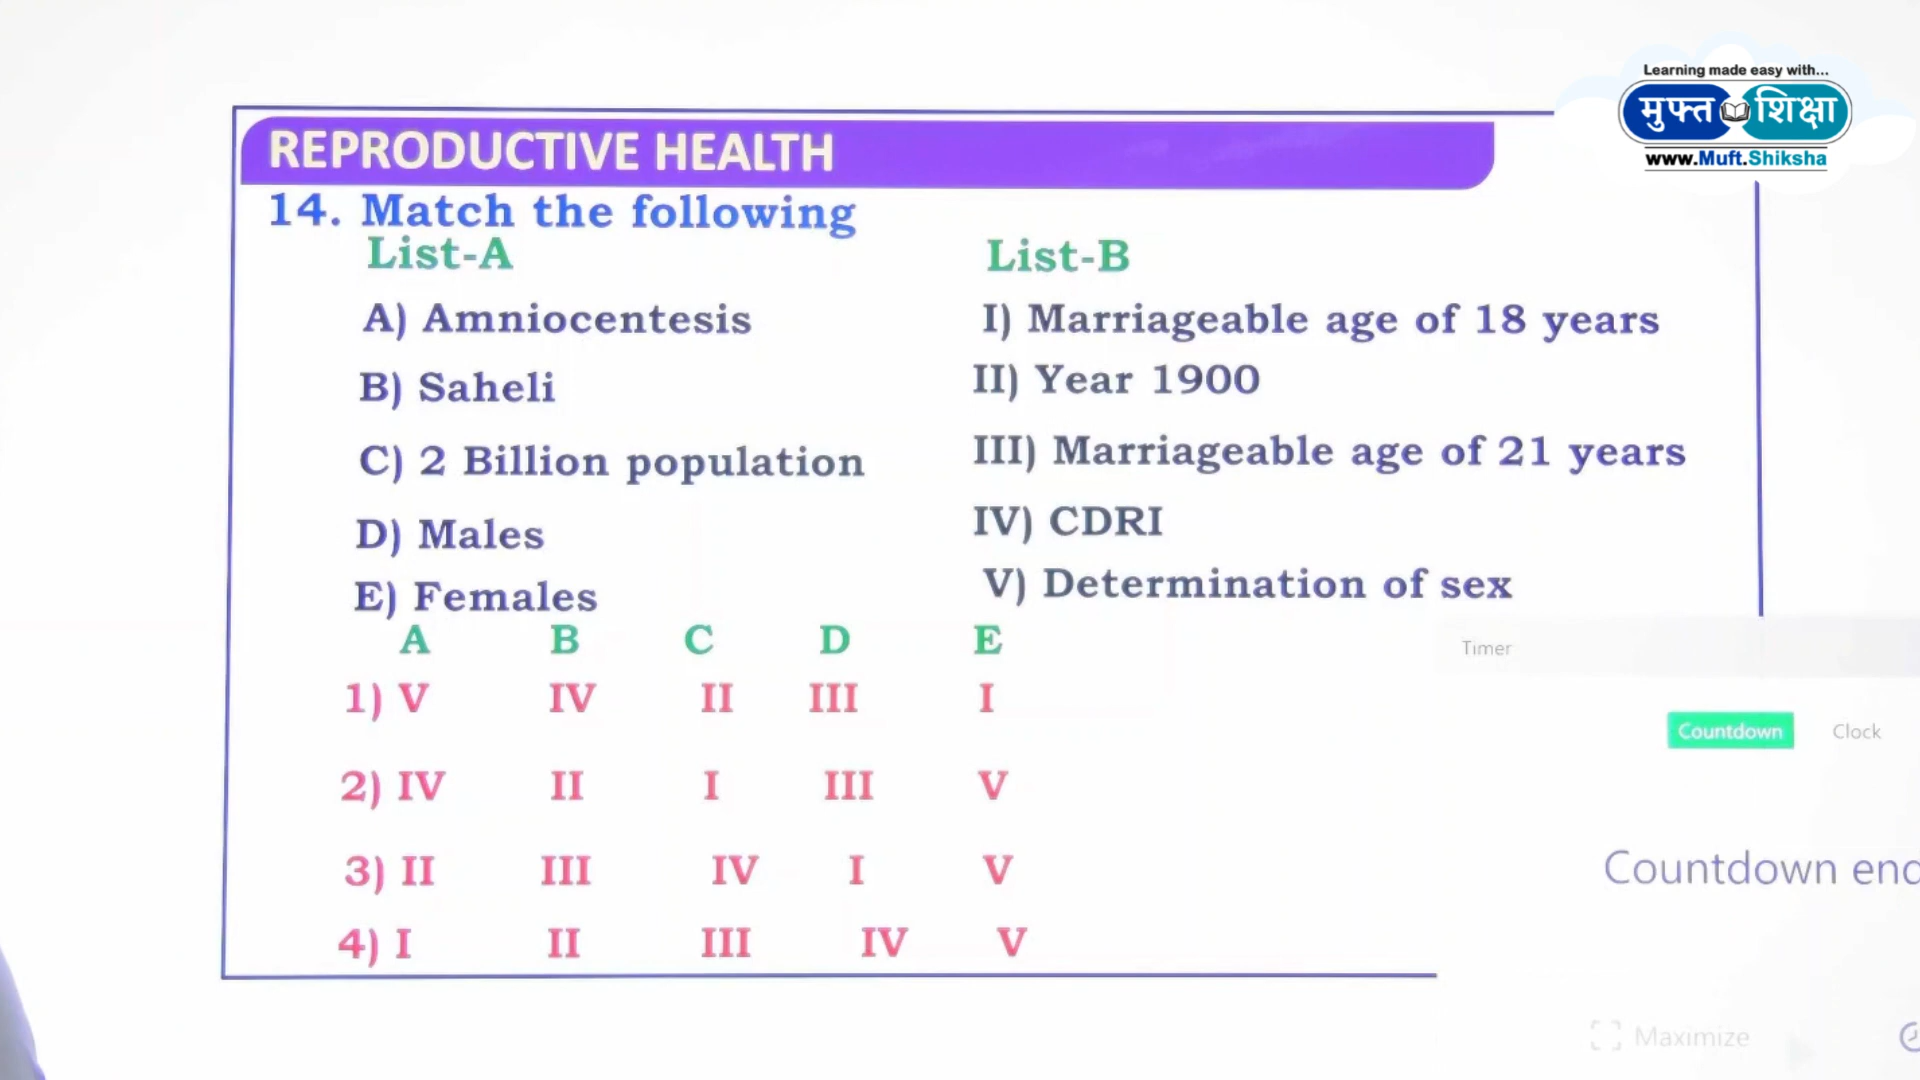 Learning made easy with...
मुफ्त शिक्षा
www.Muft.Shiksha
REPRODUCTIVE HEALTH
14. Match the following
List-A List-B
A) Amniocentesis I) Marriageable age of 18 years
B) Saheli II) Year 1900
C) 2 Billion population III) Marriageable age of 21 years
D) Males IV) CDRI
E) Females V) Determination of sex
A B C D E
1) V IV II III I
2) IV II I III V
3) II III IV I V
4) I II III IV V
Timer
Countdown Clock
Countdown end
Maximize